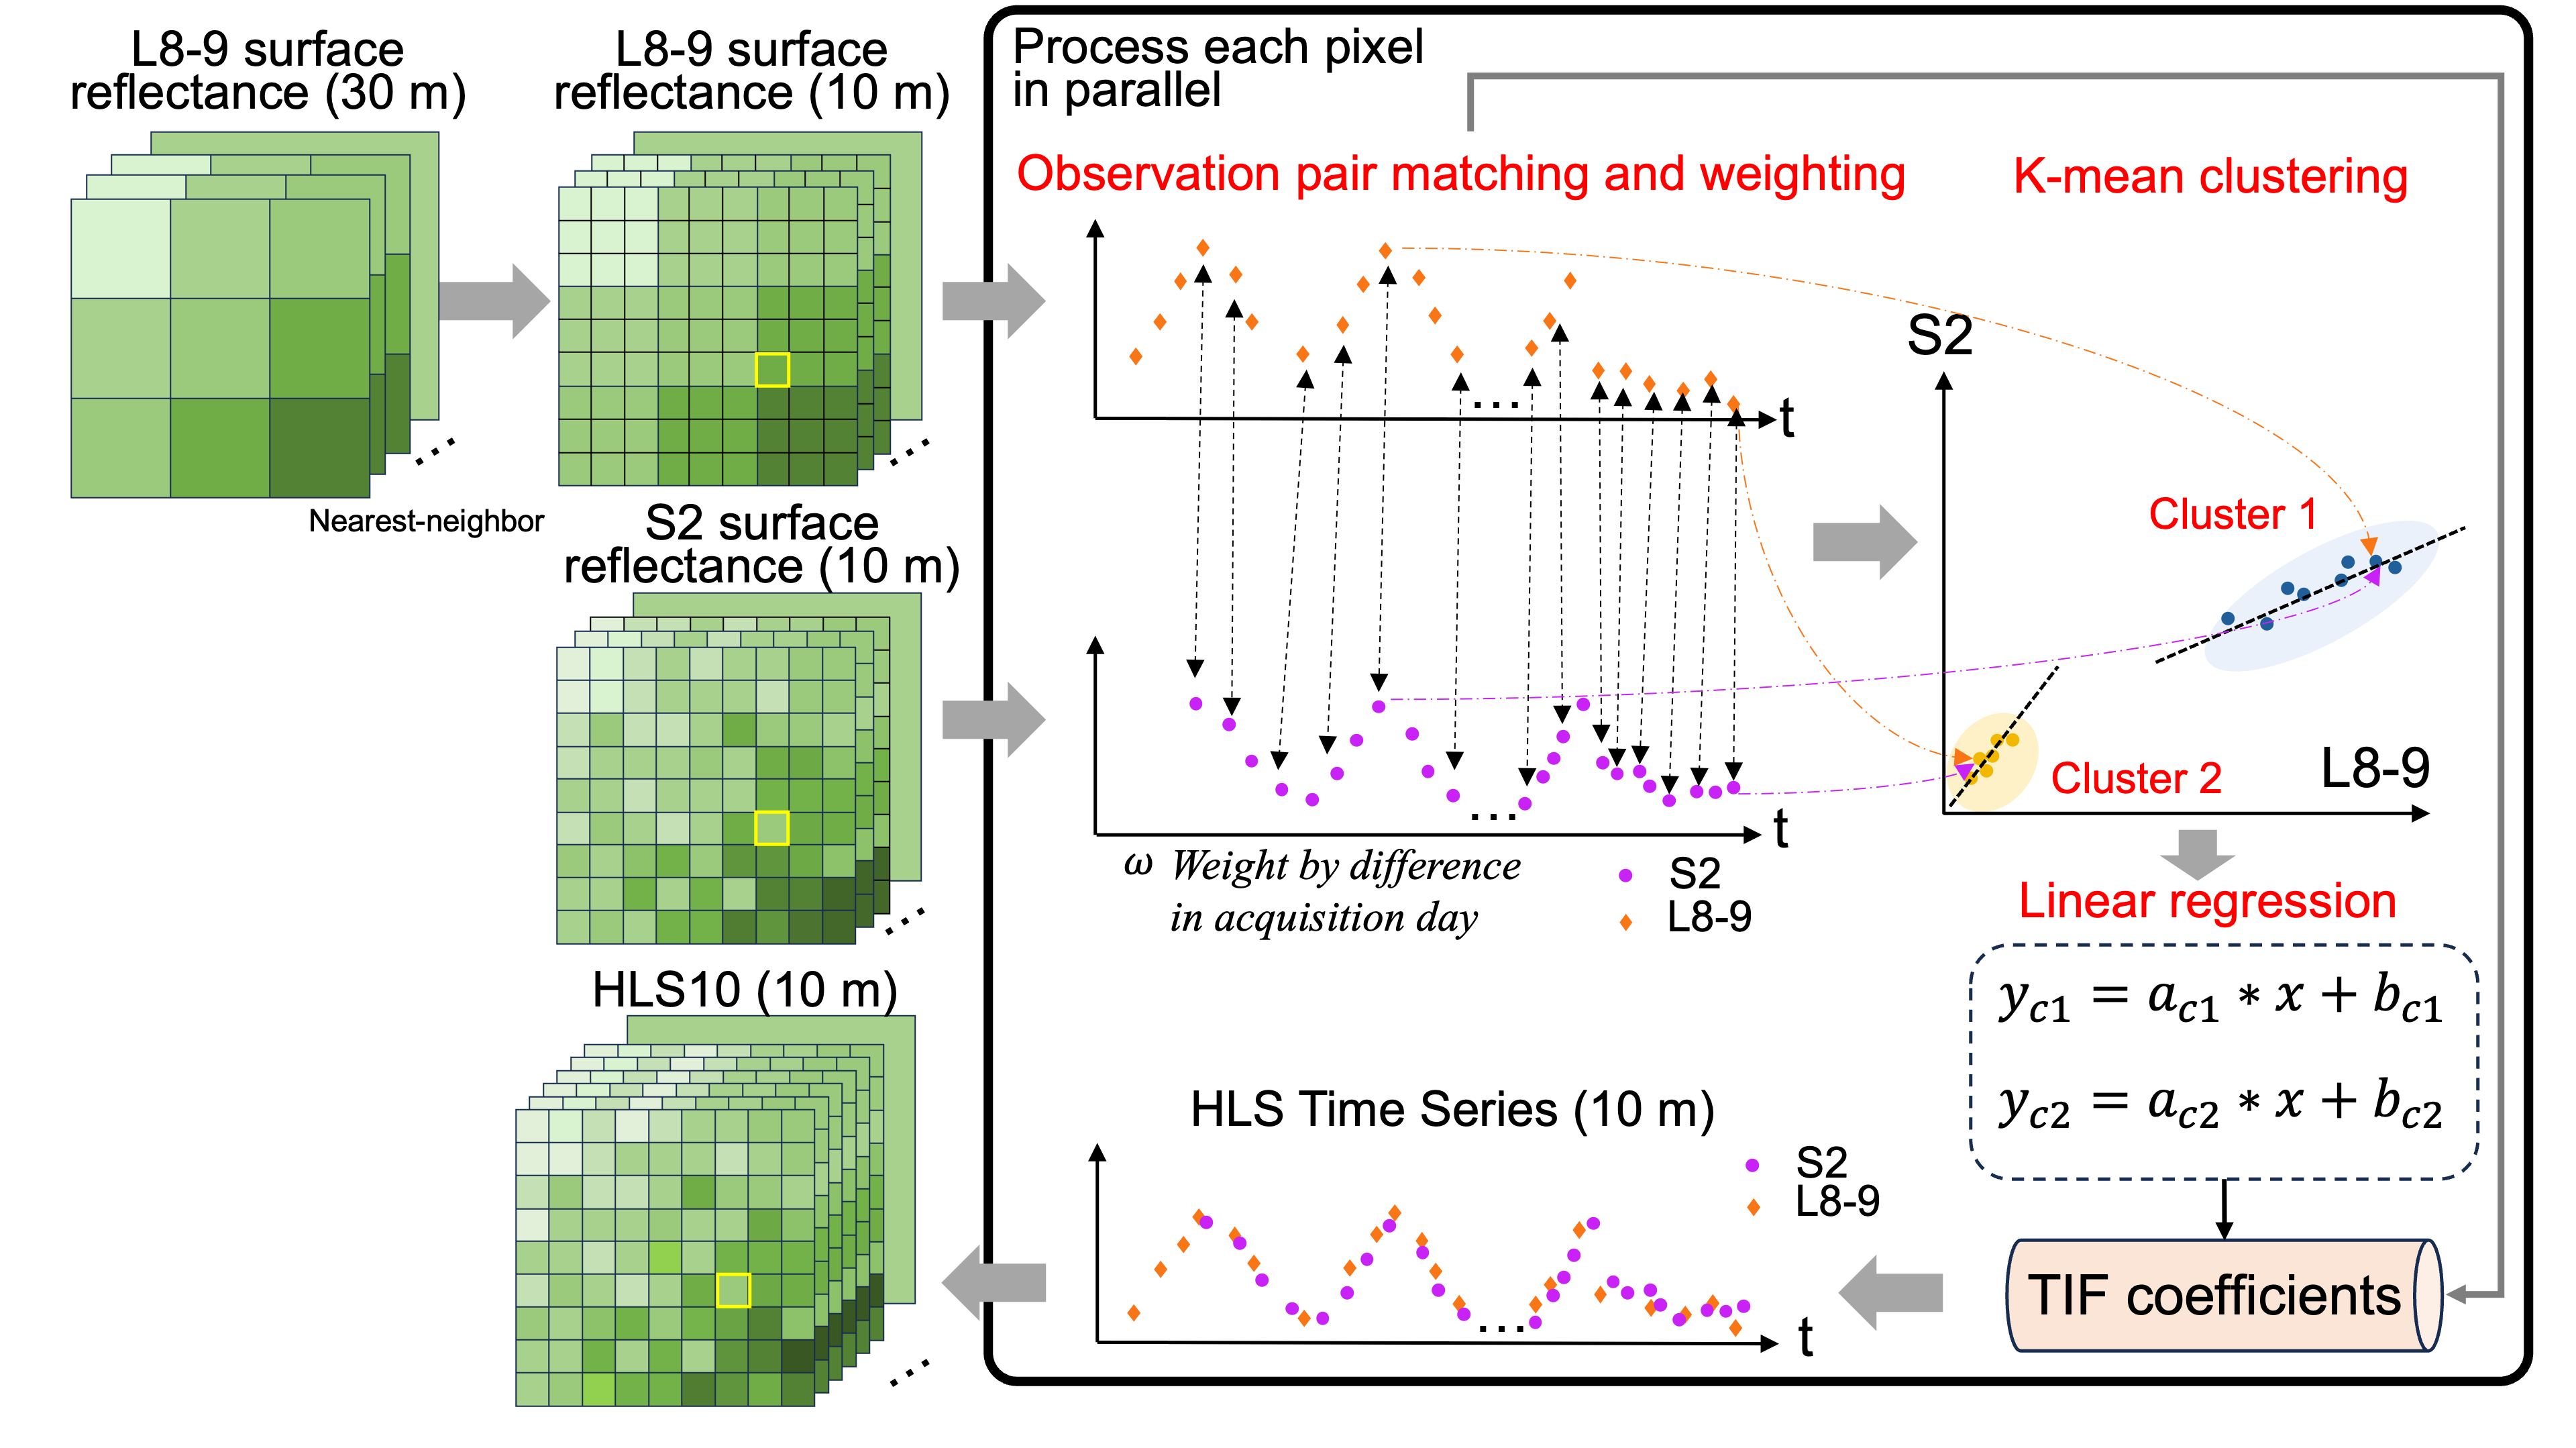 L8-9 surface
reflectance (30 m)
L8-9 surface
reflectance (10 m)
Nearest-neighbor
S2 surface
reflectance (10 m)
HLS10 (10 m)
Process each pixel
in parallel
Observation pair matching and weighting
K-mean clustering
...
t
...
t
ω Weight by difference
in acquisition day
S2
L8-9
S2
Cluster 1
Cluster 2
L8-9
Linear regression
y_{c1} = a_{c1} * x + b_{c1}
y_{c2} = a_{c2} * x + b_{c2}
TIF coefficients
HLS Time Series (10 m)
S2
L8-9
...
t